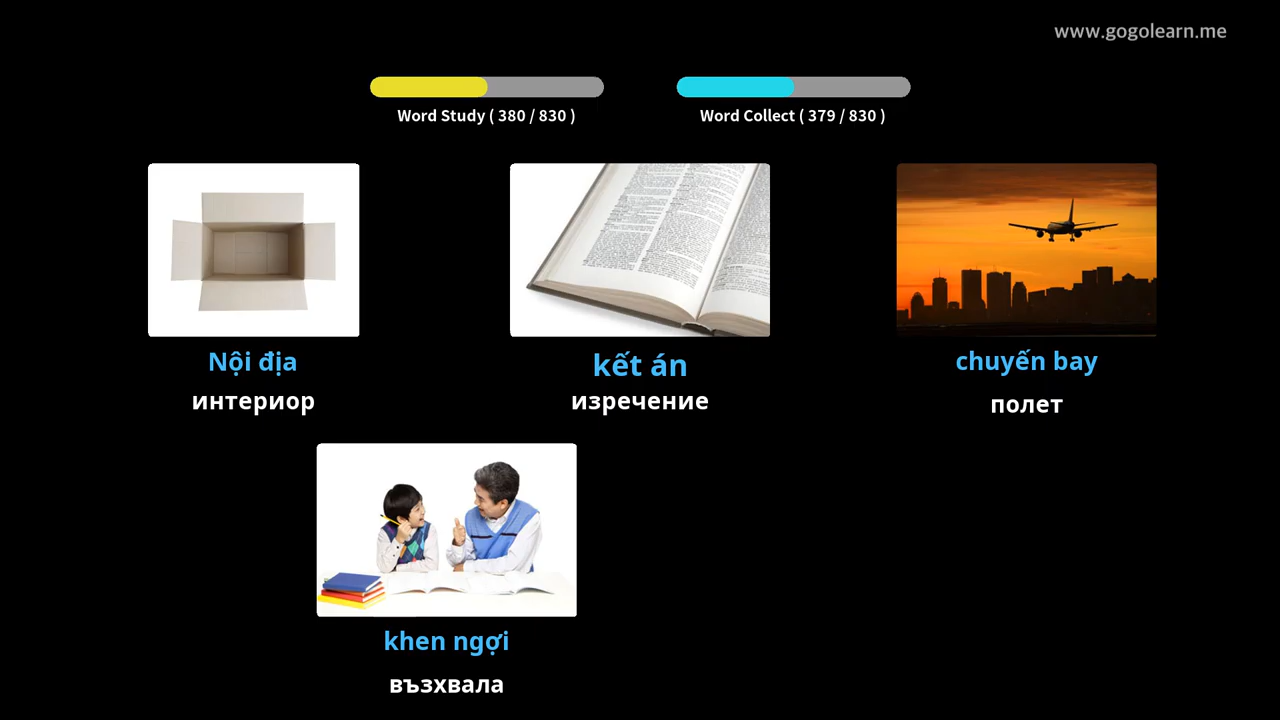 www.gogolearn.me
Word Study ( 380 / 830 )
Word Collect ( 379 / 830 )
Nội địa
интериор
kết án
изречение
chuyến bay
полет
khen ngợi
възхвала